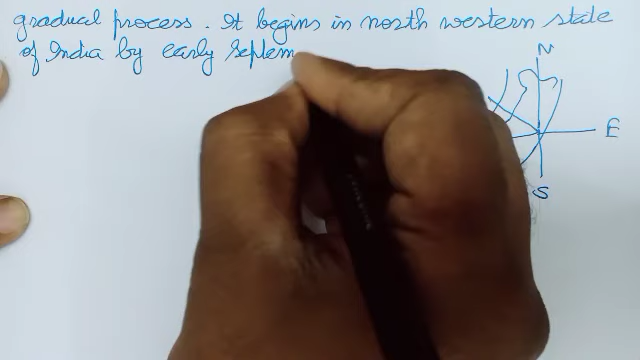 gradual process. It begins in north western state
of India by early Septem
N
E
S